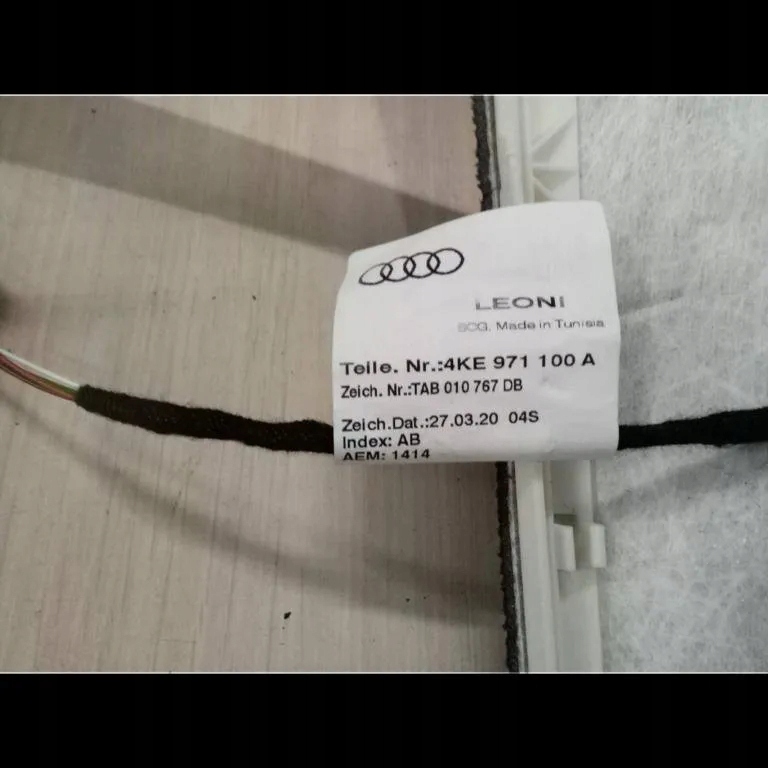 LEONI
SCG, Made in Tunisia
Teile. Nr.:4KE 971 100 A
Zeich. Nr.:TAB 010 767 DB
Zeich.Dat.:27.03.20 04S
Index: AB
AEM: 1414